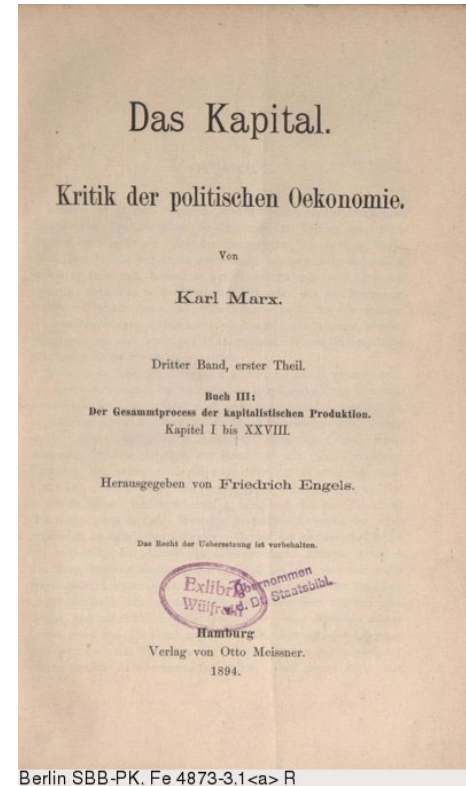 Das Kapital.
Kritik der politischen Oekonomie.
Von
Karl Marx.
Dritter Band, erster Theil.
Buch III:
Der Gesammtprocess der kapitalistischen Produktion.
Kapitel I bis XXVIII.
Herausgegeben von Friedrich Engels.
Das Recht der Uebersetzung ist vorbehalten.
Exlibris
Wülfrath
Übernommen
v. d. Dt. Staatsbibl.
Hamburg
Verlag von Otto Meissner.
1894.
Berlin SBB-PK, Fe 4873-3,1<a> R